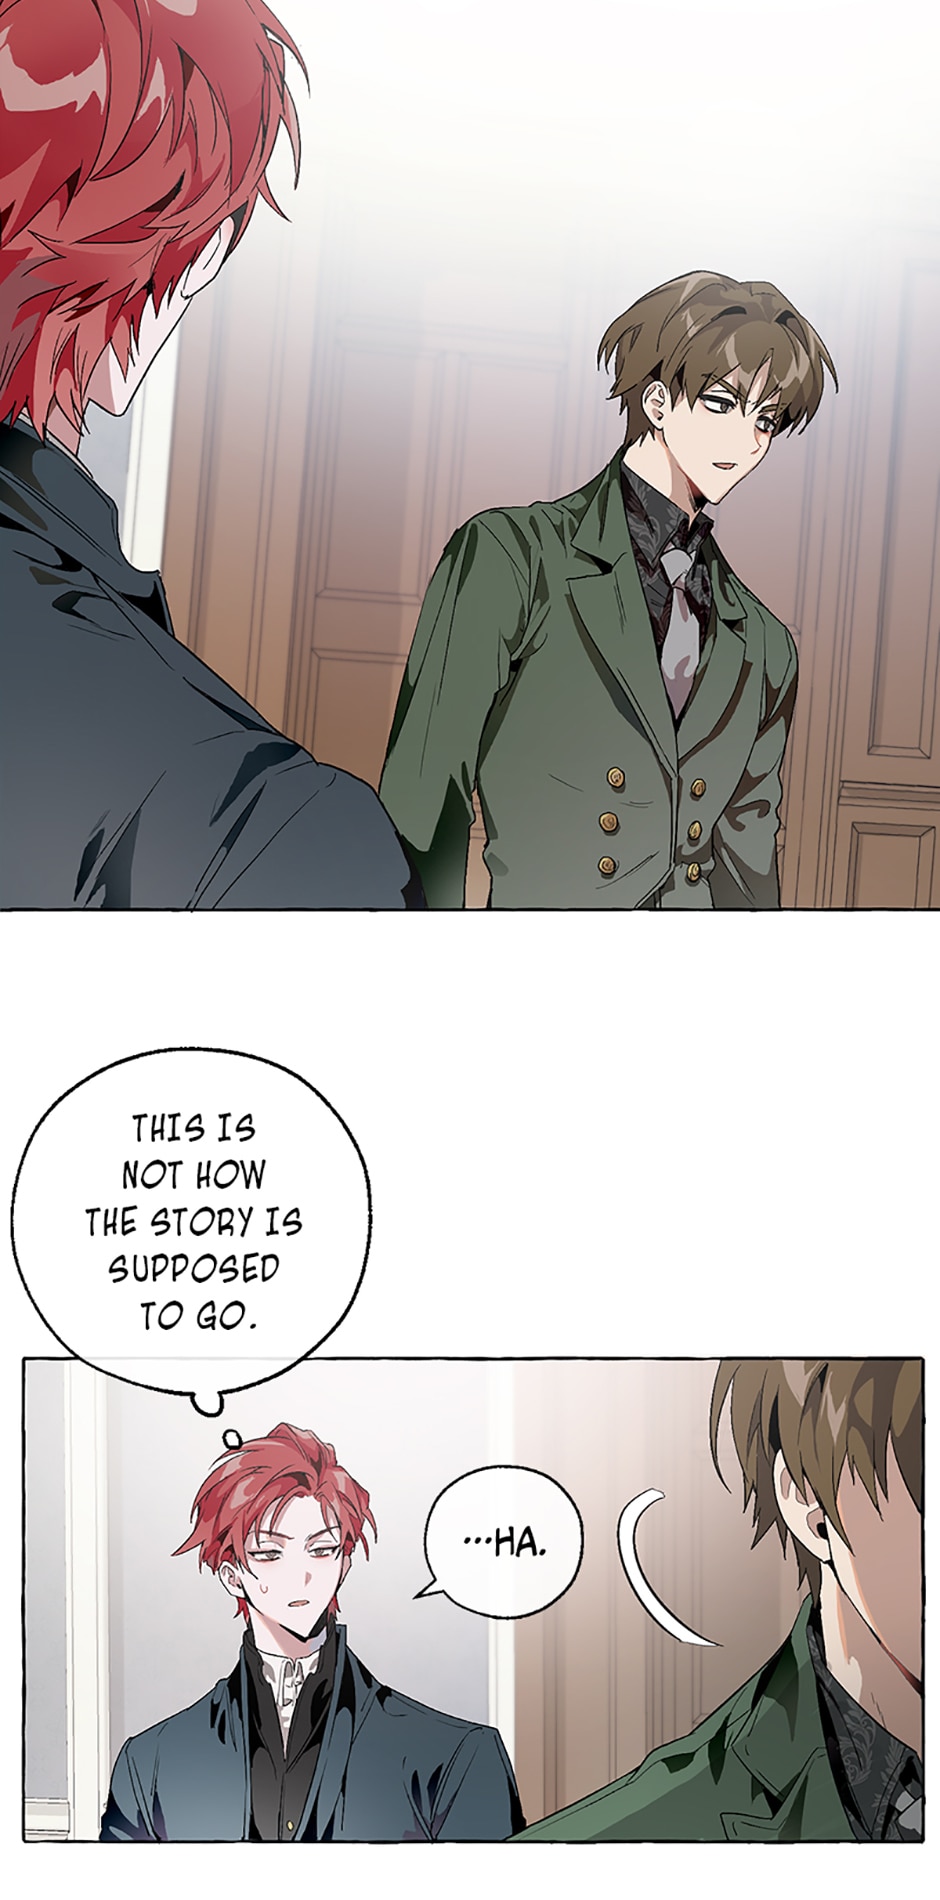 THIS IS
NOT HOW
THE STORY IS
SUPPOSED
TO GO.
...HA.